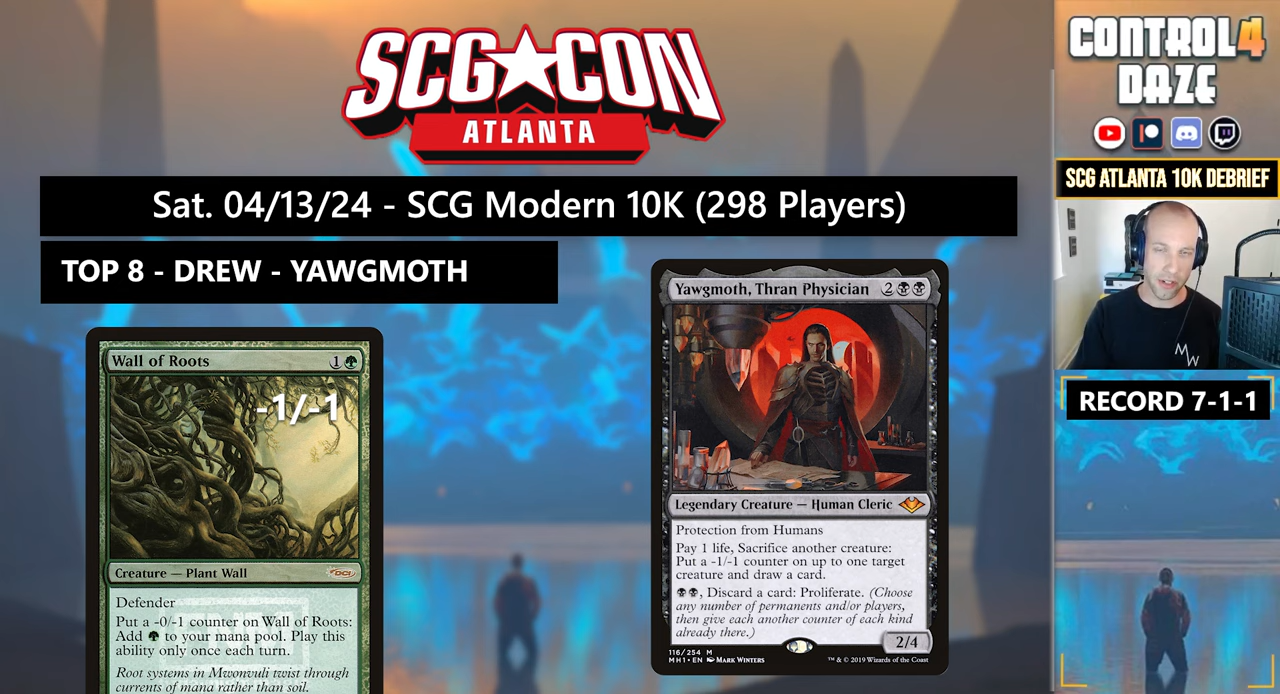 SCG★CON
ATLANTA
Sat. 04/13/24 - SCG Modern 10K (298 Players)
TOP 8 - DREW - YAWGMOTH
Wall of Roots 1
-1/-1
Creature — Plant Wall
DCI
Defender
Put a -0/-1 counter on Wall of Roots:
Add to your mana pool. Play this
ability only once each turn.
Root systems in Mwonvuli twist through
currents of mana rather than soil.
Yawgmoth, Thran Physician 2
Legendary Creature — Human Cleric
Protection from Humans
Pay 1 life, Sacrifice another creature:
Put a -1/-1 counter on up to one target
creature and draw a card.
, Discard a card: Proliferate. (Choose
any number of permanents and/or players,
then give each another counter of each kind
already there.)
2/4
116/254 M
MH1 • EN Mark Winters
™ & © 2019 Wizards of the Coast
CONTROL4
DAZE
SCG ATLANTA 10K DEBRIEF
MW
RECORD 7-1-1